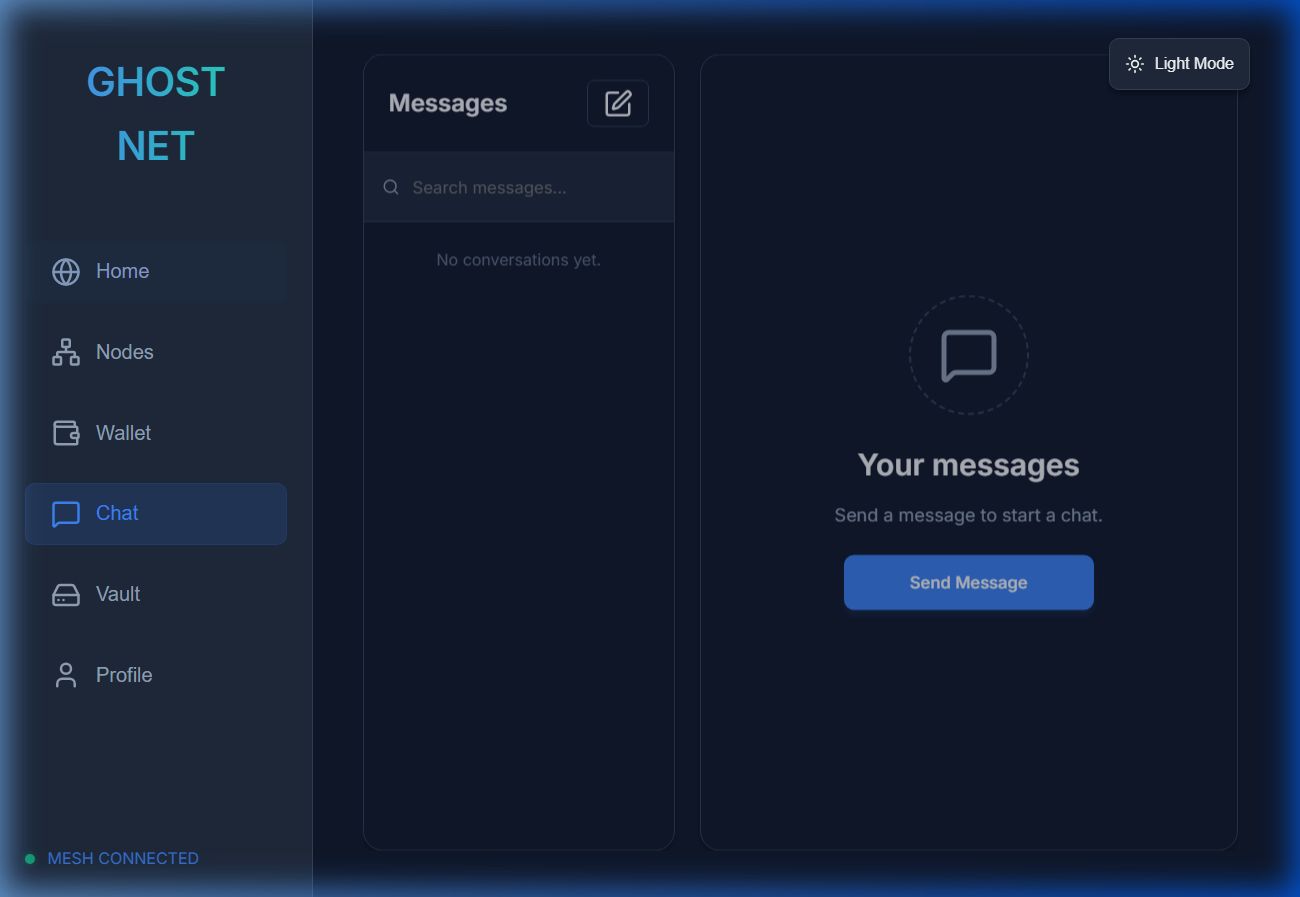 GHOST
NET
Home
Nodes
Wallet
Chat
Vault
Profile
MESH CONNECTED
Messages
Search messages...
No conversations yet.
Light Mode
Your messages
Send a message to start a chat.
Send Message